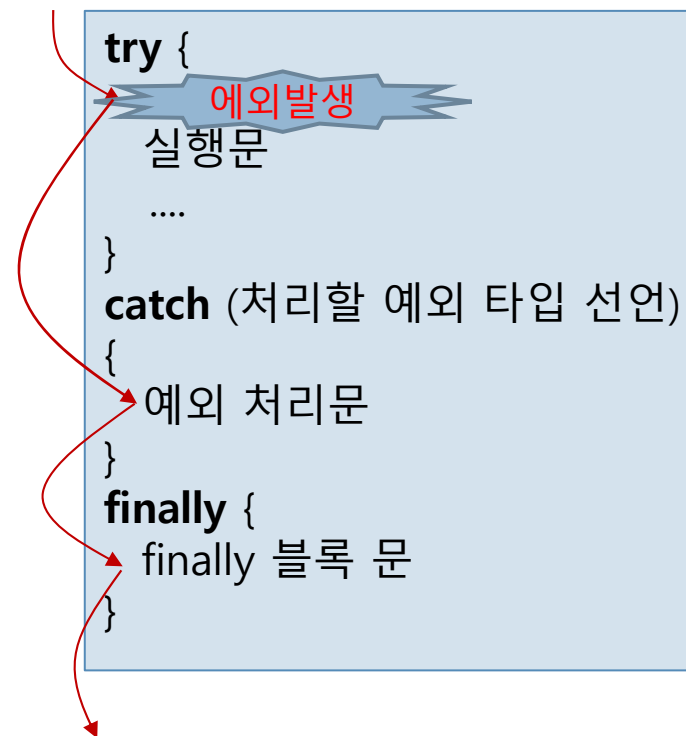 try {
에외발생
실행문
....
}
catch (처리할 예외 타입 선언)
{
예외 처리문
}
finally {
finally 블록 문
}